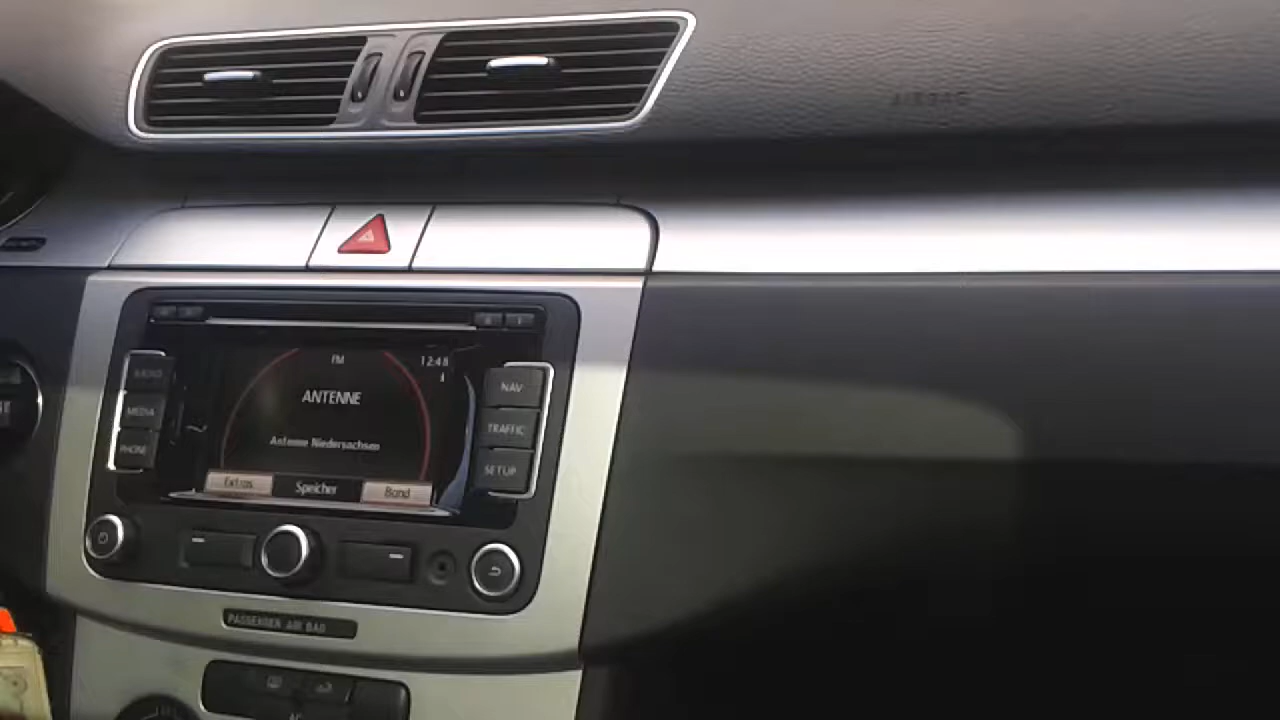 AIRBAG
FM
12:48
RADIO
NAV
ANTENNE
MEDIA
TRAFFIC
Antenne Niedersachsen
PHONE
SETUP
Extras
Speicher
Band
PASSENGER AIR BAG
AC